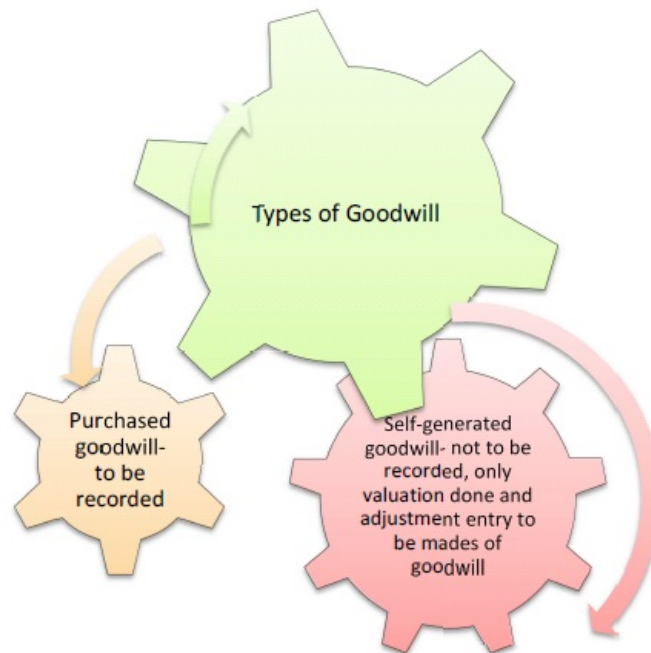 Types of Goodwill
Purchased
goodwill-
to be
recorded
Self-generated
goodwill- not to be
recorded, only
valuation done and
adjustment entry to
be mades of
goodwill